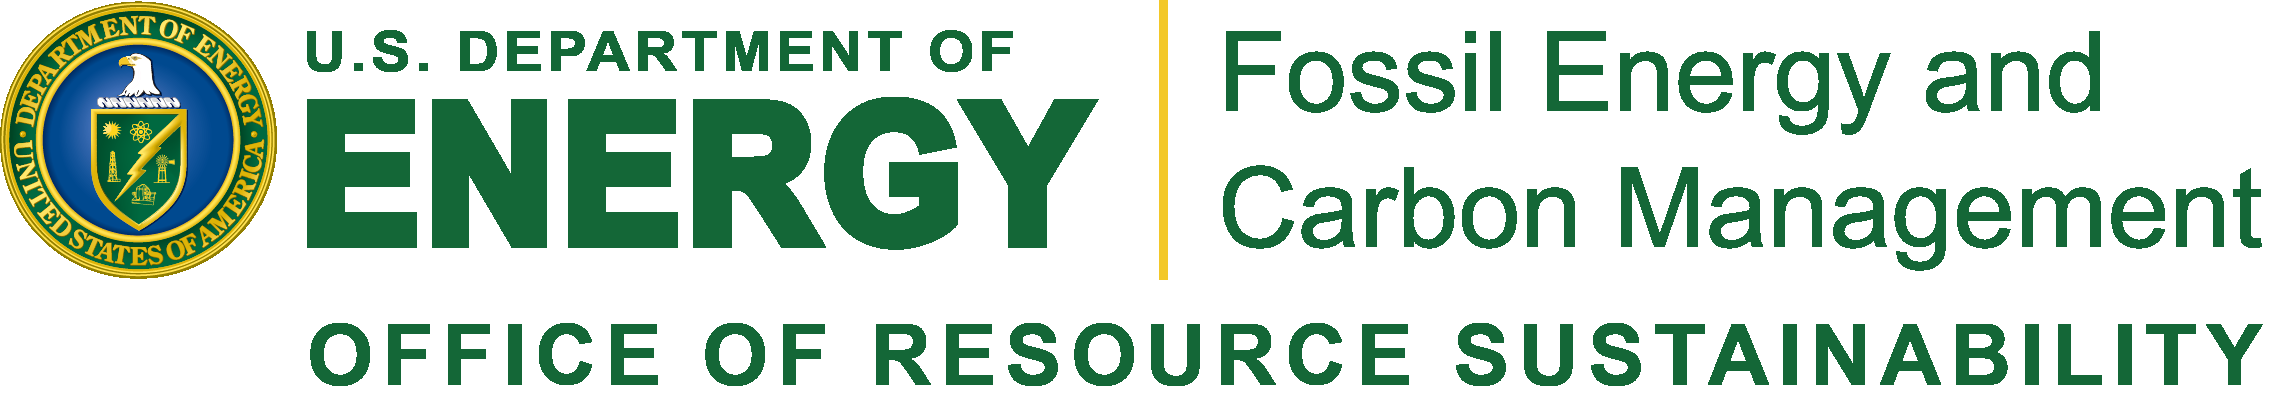 DEPARTMENT OF ENERGY
UNITED STATES OF AMERICA
U.S. DEPARTMENT OF
ENERGY
Fossil Energy and
Carbon Management
OFFICE OF RESOURCE SUSTAINABILITY